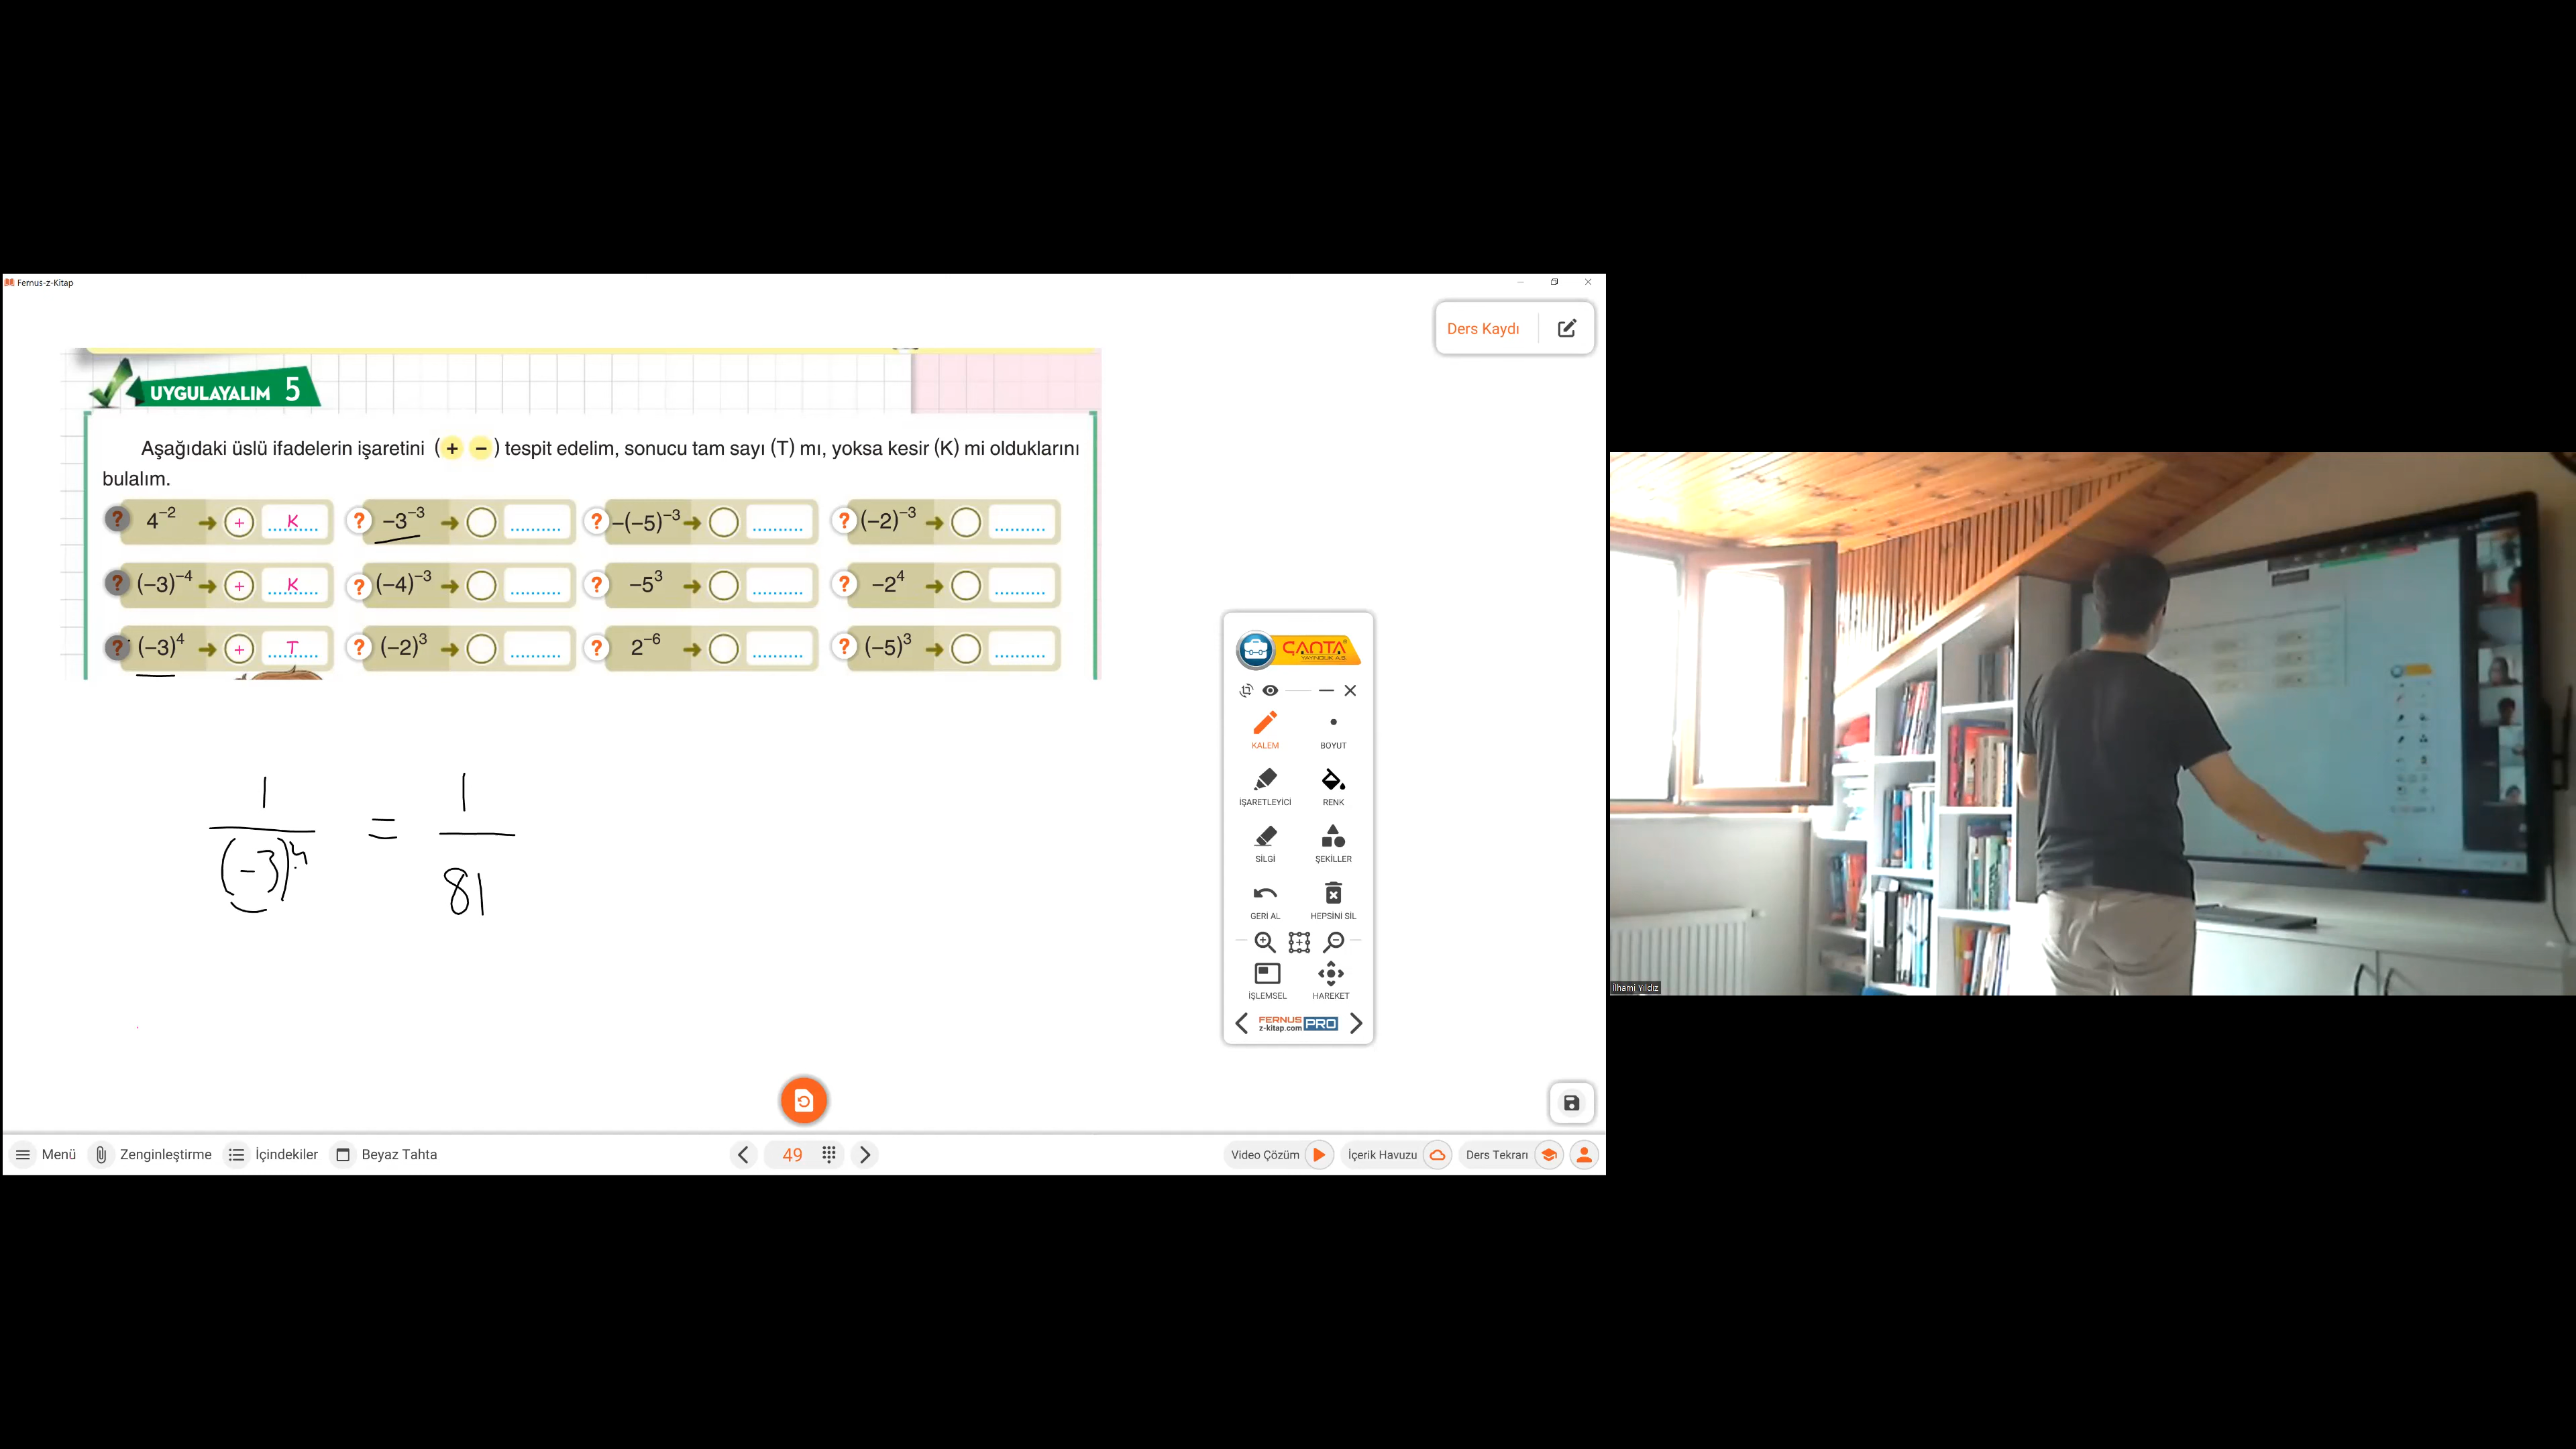 Fernus-z-Kitap
Ders Kaydı
UYGULAYALIM 5
Aşağıdaki üslü ifadelerin işaretini (+ −) tespit edelim, sonucu tam sayı (T) mı, yoksa kesir (K) mi olduklarını
bulalım.
? 4⁻² → + K ? −3⁻³ → .......... ? −(−5)⁻³ → .......... ? (−2)⁻³ → ..........
? (−3)⁻⁴ → + K ? (−4)⁻³ → .......... ? −5³ → .......... ? −2⁴ → ..........
? (−3)⁴ → + T ? (−2)³ → .......... ? 2⁻⁶ → .......... ? (−5)³ → ..........
1 1
=
(−3)⁴ 81
ÇANTA
YAYINCILIK A.Ş.
KALEM BOYUT
İŞARETLEYİCİ RENK
SİLGİ ŞEKİLLER
GERİ AL HEPSİNİ SİL
İŞLEMSEL HAREKET
FERNUS
z-kitap.com PRO
İlhami Yıldız
Menü Zenginleştirme İçindekiler Beyaz Tahta 49 Video Çözüm İçerik Havuzu Ders Tekrarı